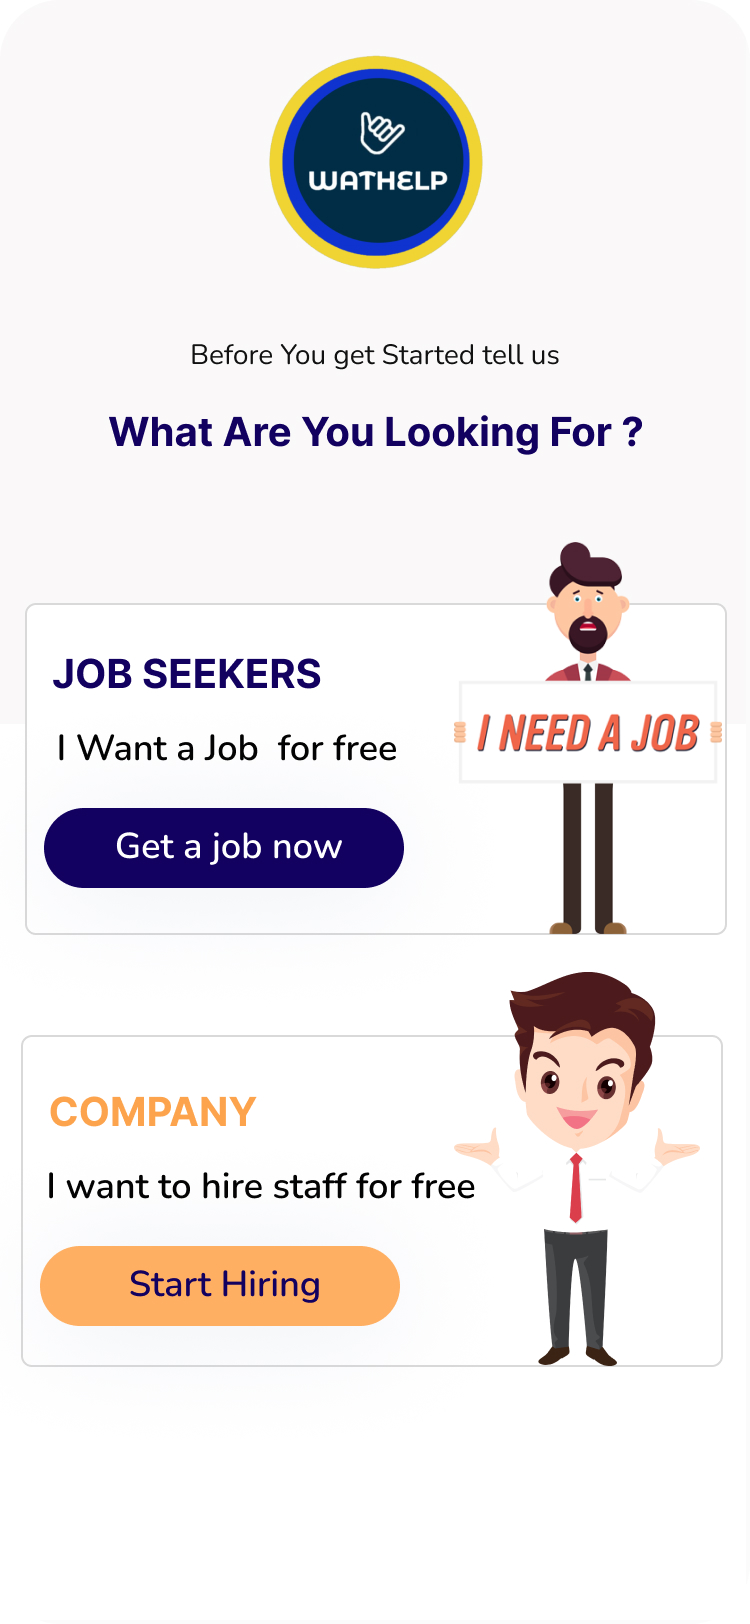 WATHELP
Before You get Started tell us
What Are You Looking For ?
JOB SEEKERS
I Want a Job  for free
I NEED A JOB
Get a job now
COMPANY
I want to hire staff for free
Start Hiring